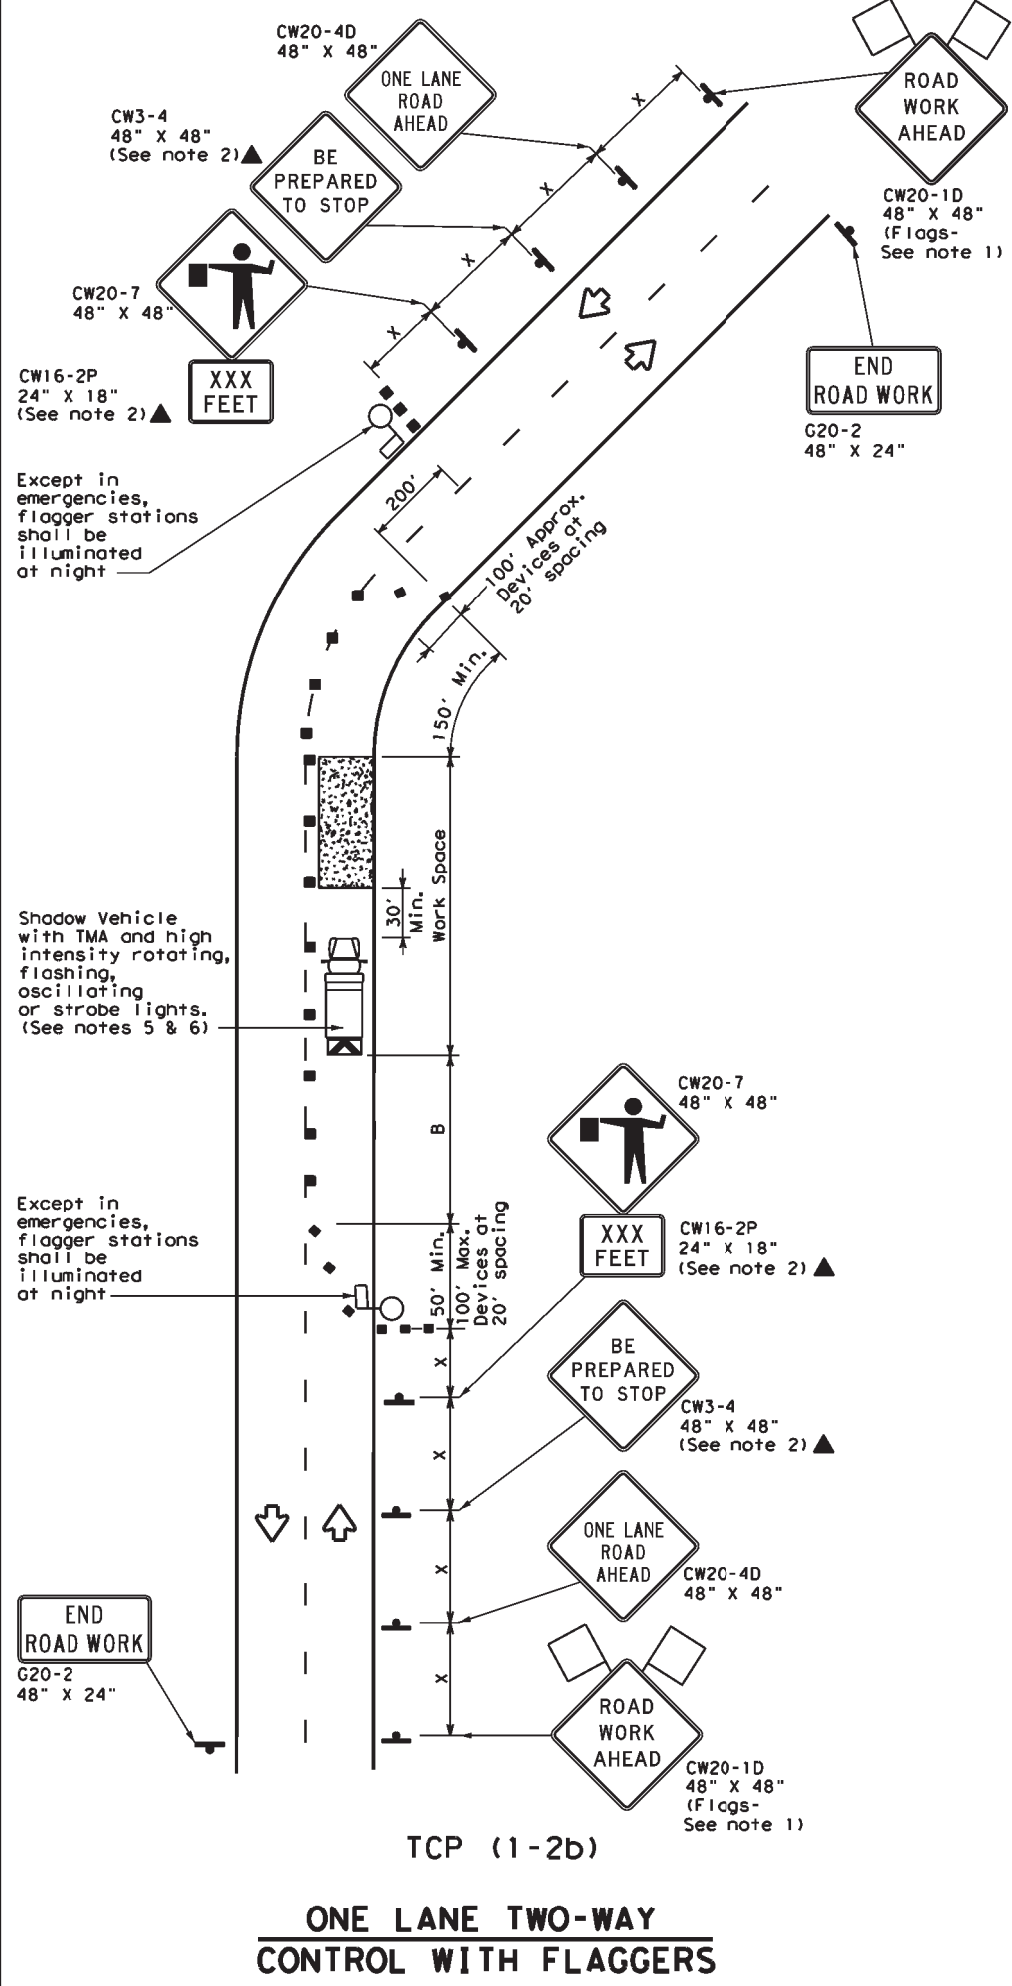 CW20-4D
48" X 48"
ONE LANE
ROAD
AHEAD
ROAD
WORK
AHEAD
CW3-4
48" X 48"
(See note 2)▲
BE
PREPARED
TO STOP
X
CW20-1D
48" X 48"
(Flags-
See note 1)
X
X
CW20-7
48" X 48"
X
END
ROAD WORK
G20-2
48" X 24"
CW16-2P
24" X 18"
(See note 2)▲
XXX
FEET
Except in
emergencies,
flagger stations
shall be
illuminated
at night
200'
100' Approx.
Devices at
20' spacing
150' Min.
Work Space
30'
Min.
Shadow Vehicle
with TMA and high
intensity rotating,
flashing,
oscillating
or strobe lights.
(See notes 5 & 6)
B
CW20-7
48" X 48"
Except in
emergencies,
flagger stations
shall be
illuminated
at night
50' Min.
100' Max.
Devices at
20' spacing
XXX
FEET
CW16-2P
24" X 18"
(See note 2)▲
X
BE
PREPARED
TO STOP
CW3-4
48" X 48"
(See note 2)▲
X
ONE LANE
ROAD
AHEAD
CW20-4D
48" X 48"
X
END
ROAD WORK
G20-2
48" X 24"
X
ROAD
WORK
AHEAD
CW20-1D
48" X 48"
(Flags-
See note 1)
TCP (1-2b)
ONE LANE TWO-WAY
CONTROL WITH FLAGGERS